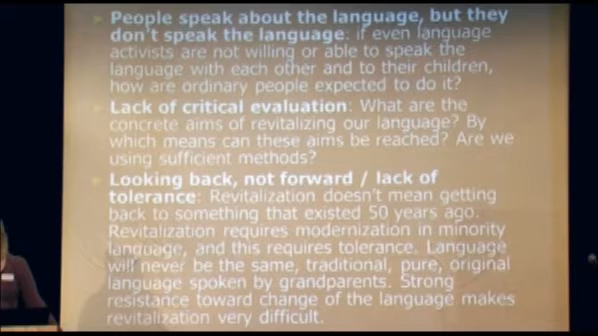 People speak about the language, but they
don't speak the language: if even language
activists are not willing or able to speak the
language with each other and to their children,
how are ordinary people expected to do it?
Lack of critical evaluation: What are the
concrete aims of revitalizing our language? By
which means can these aims be reached? Are we
using sufficient methods?
Looking back, not forward / lack of
tolerance: Revitalization doesn't mean getting
back to something that existed 50 years ago.
Revitalization requires modernization in minority
language, and this requires tolerance. Language
will never be the same, traditional, pure, original
language spoken by grandparents. Strong
resistance toward change of the language makes
revitalization very difficult.